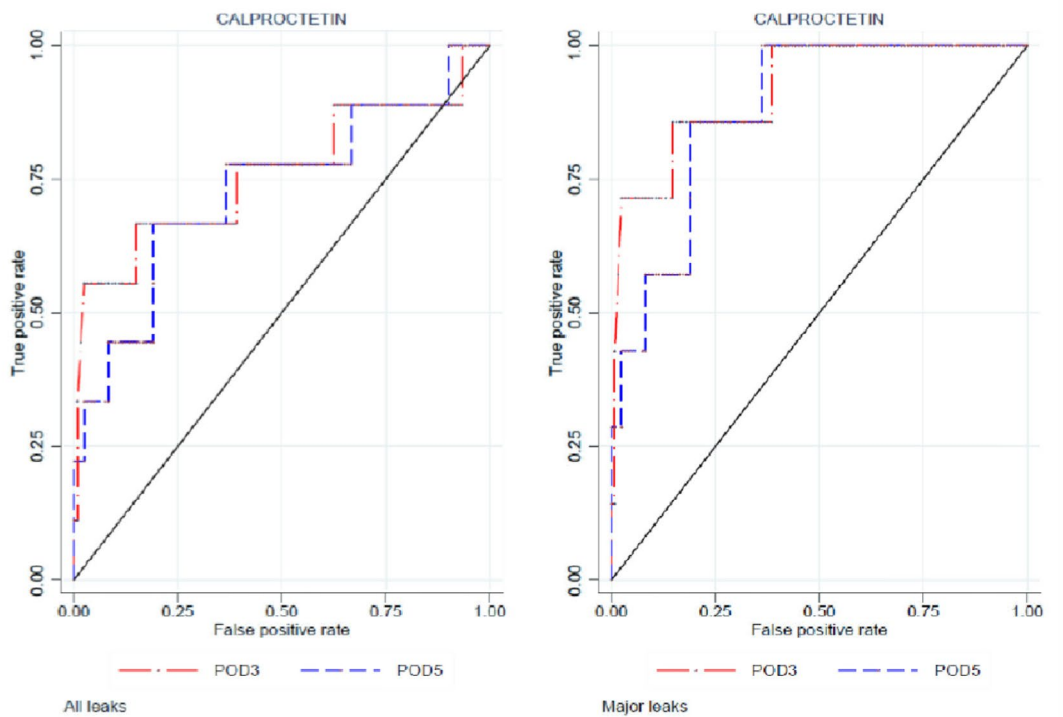 CALPROCTETIN
1.00
0.75
0.50
0.25
0.00
True positive rate
0.00 0.25 0.50 0.75 1.00
False positive rate
POD3 POD5
All leaks
CALPROCTETIN
1.00
0.75
0.50
0.25
0.00
True positive rate
0.00 0.25 0.50 0.75 1.00
False positive rate
POD3 POD5
Major leaks